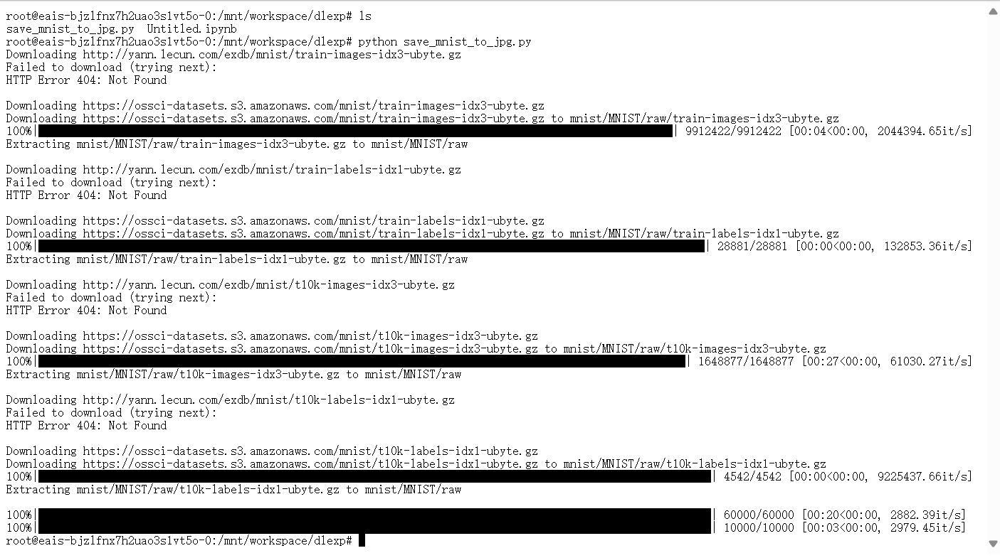 root@eais-bjzlfnx7h2uao3slvt5o-0:/mnt/workspace/dlexp# ls
save_mnist_to_jpg.py  Untitled.ipynb
root@eais-bjzlfnx7h2uao3slvt5o-0:/mnt/workspace/dlexp# python save_mnist_to_jpg.py
Downloading http://yann.lecun.com/exdb/mnist/train-images-idx3-ubyte.gz
Failed to download (trying next):
HTTP Error 404: Not Found

Downloading https://ossci-datasets.s3.amazonaws.com/mnist/train-images-idx3-ubyte.gz
Downloading https://ossci-datasets.s3.amazonaws.com/mnist/train-images-idx3-ubyte.gz to mnist/MNIST/raw/train-images-idx3-ubyte.gz
100%| | 9912422/9912422 [00:04<00:00, 2044394.65it/s]
Extracting mnist/MNIST/raw/train-images-idx3-ubyte.gz to mnist/MNIST/raw

Downloading http://yann.lecun.com/exdb/mnist/train-labels-idx1-ubyte.gz
Failed to download (trying next):
HTTP Error 404: Not Found

Downloading https://ossci-datasets.s3.amazonaws.com/mnist/train-labels-idx1-ubyte.gz
Downloading https://ossci-datasets.s3.amazonaws.com/mnist/train-labels-idx1-ubyte.gz to mnist/MNIST/raw/train-labels-idx1-ubyte.gz
100%| | 28881/28881 [00:00<00:00, 132853.36it/s]
Extracting mnist/MNIST/raw/train-labels-idx1-ubyte.gz to mnist/MNIST/raw

Downloading http://yann.lecun.com/exdb/mnist/t10k-images-idx3-ubyte.gz
Failed to download (trying next):
HTTP Error 404: Not Found

Downloading https://ossci-datasets.s3.amazonaws.com/mnist/t10k-images-idx3-ubyte.gz
Downloading https://ossci-datasets.s3.amazonaws.com/mnist/t10k-images-idx3-ubyte.gz to mnist/MNIST/raw/t10k-images-idx3-ubyte.gz
100%| | 1648877/1648877 [00:27<00:00, 61030.27it/s]
Extracting mnist/MNIST/raw/t10k-images-idx3-ubyte.gz to mnist/MNIST/raw

Downloading http://yann.lecun.com/exdb/mnist/t10k-labels-idx1-ubyte.gz
Failed to download (trying next):
HTTP Error 404: Not Found

Downloading https://ossci-datasets.s3.amazonaws.com/mnist/t10k-labels-idx1-ubyte.gz
Downloading https://ossci-datasets.s3.amazonaws.com/mnist/t10k-labels-idx1-ubyte.gz to mnist/MNIST/raw/t10k-labels-idx1-ubyte.gz
100%| | 4542/4542 [00:00<00:00, 9225437.66it/s]
Extracting mnist/MNIST/raw/t10k-labels-idx1-ubyte.gz to mnist/MNIST/raw

100%| | 60000/60000 [00:20<00:00, 2882.39it/s]
100%| | 10000/10000 [00:03<00:00, 2979.45it/s]
root@eais-bjzlfnx7h2uao3slvt5o-0:/mnt/workspace/dlexp#